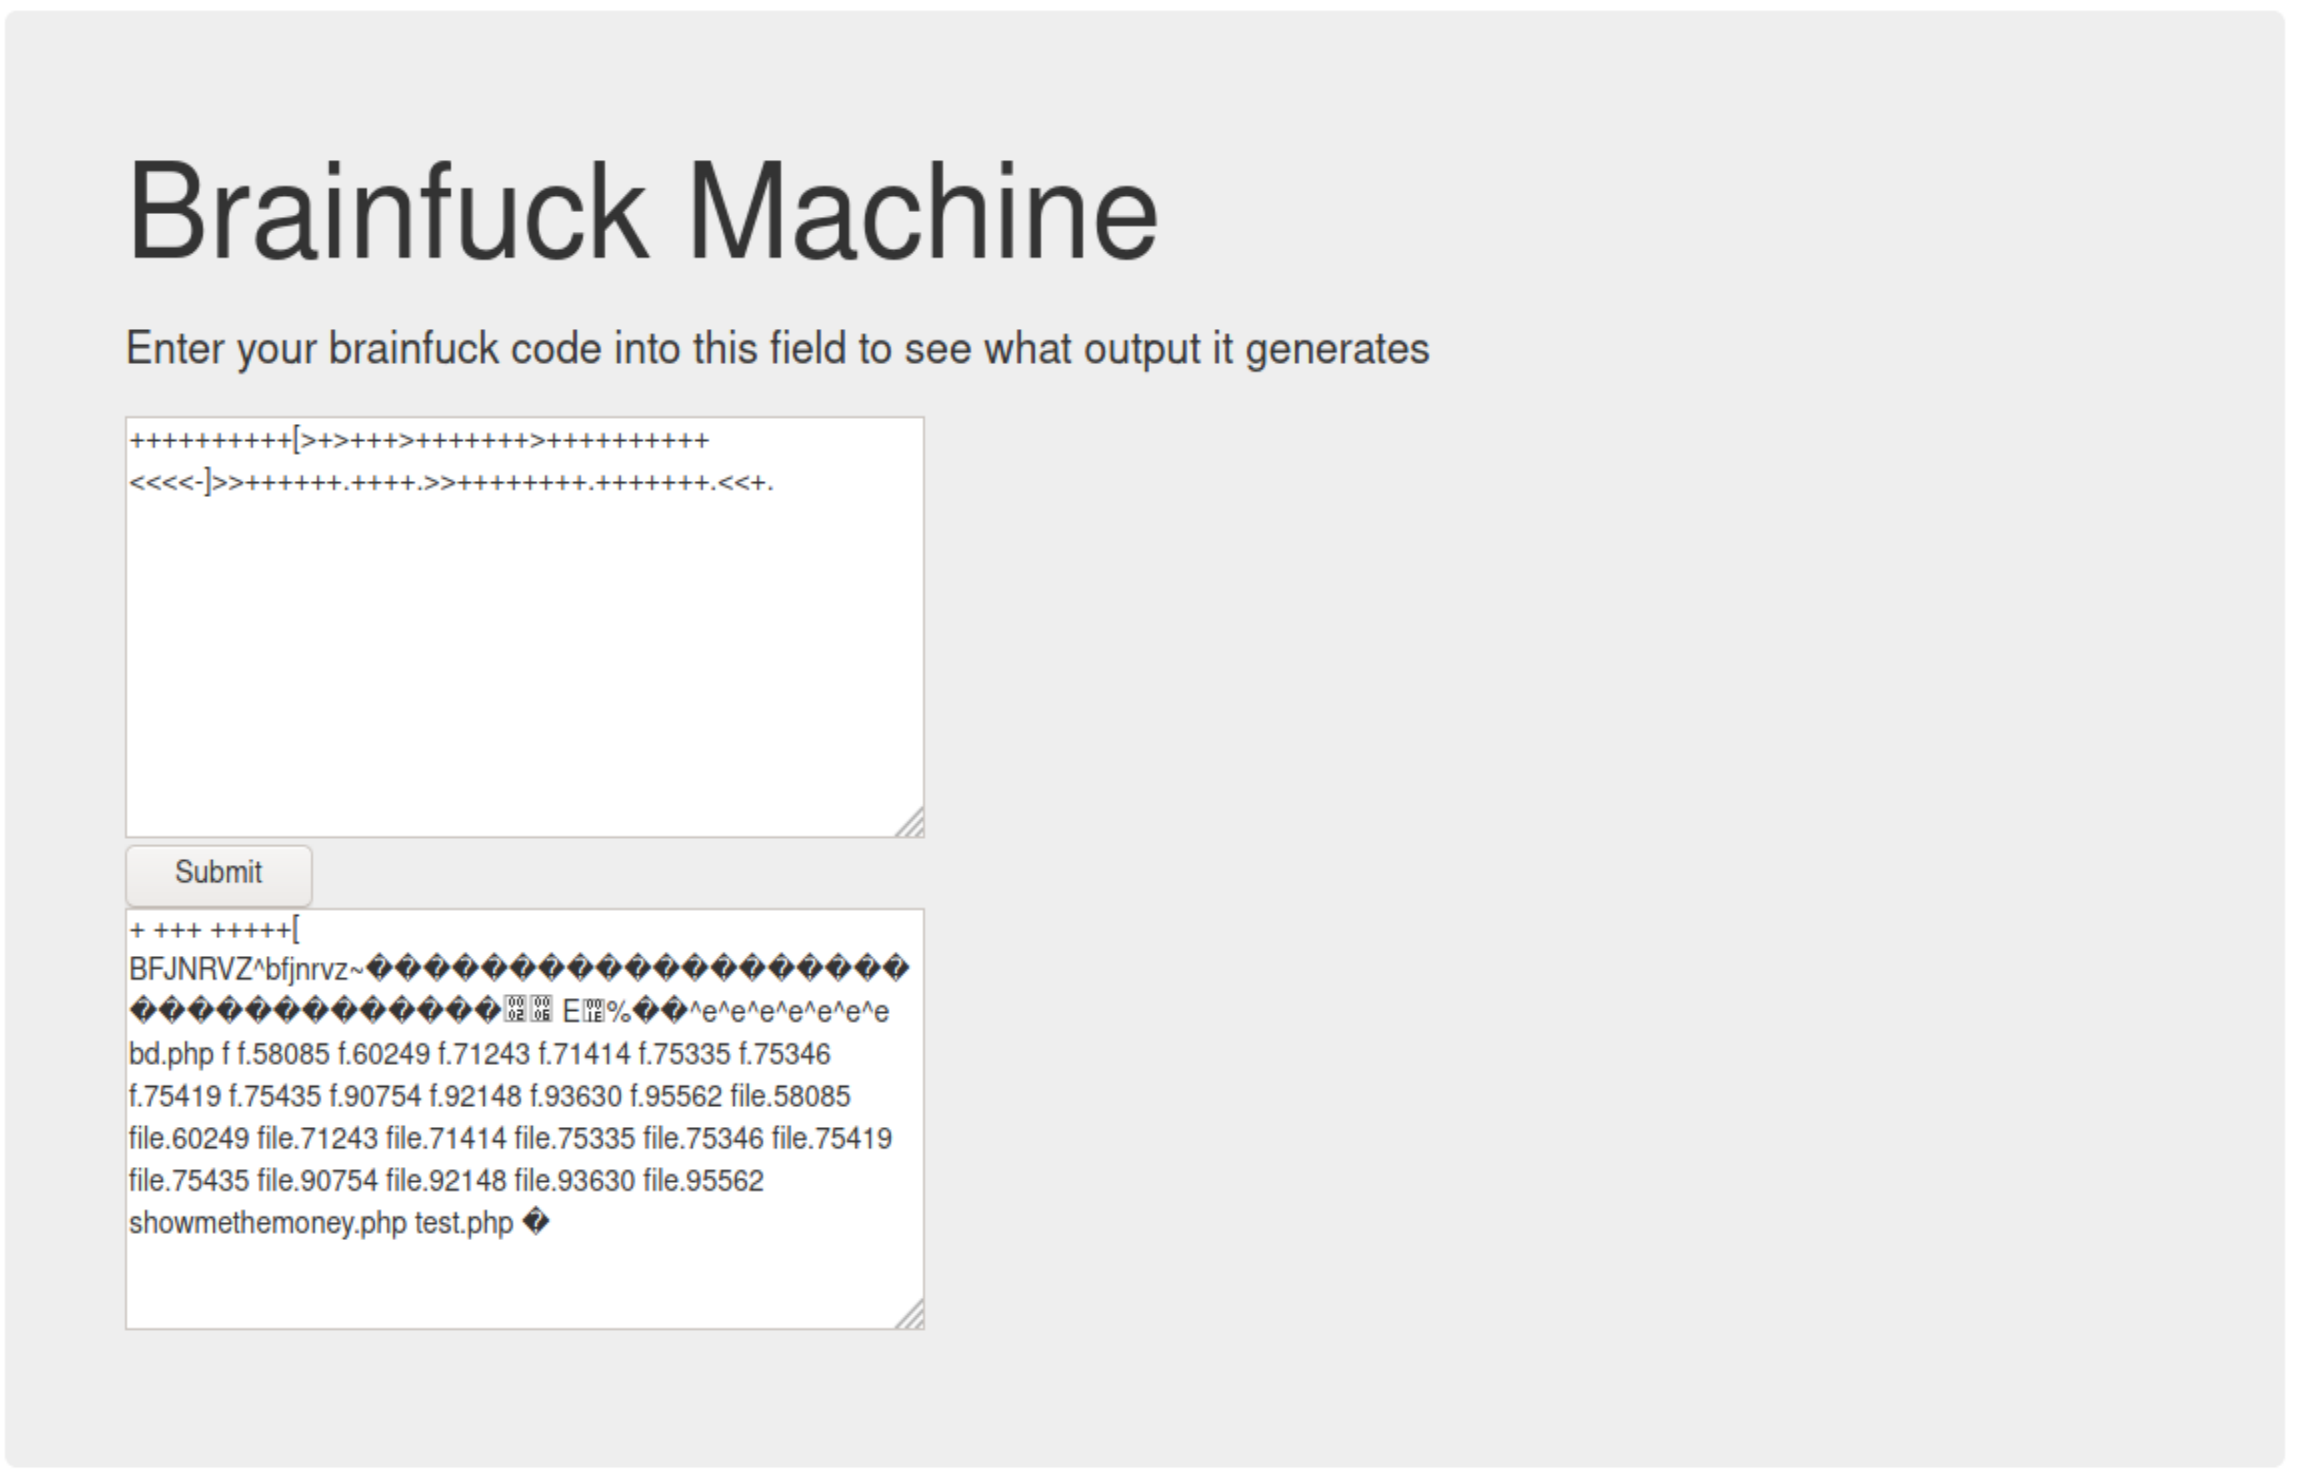 Brainfuck Machine
Enter your brainfuck code into this field to see what output it generates
++++++++++[>+>+++>+++++++>++++++++++
<<<<-]>>++++++.++++.>>++++++++.+++++++.<<+.
Submit
+ +++ +++++[
BFJNRVZ^bfjnrvz~�������������������
������������� E%��^e^e^e^e^e^e^e
bd.php f f.58085 f.60249 f.71243 f.71414 f.75335 f.75346
f.75419 f.75435 f.90754 f.92148 f.93630 f.95562 file.58085
file.60249 file.71243 file.71414 file.75335 file.75346 file.75419
file.75435 file.90754 file.92148 file.93630 file.95562
showmethemoney.php test.php �